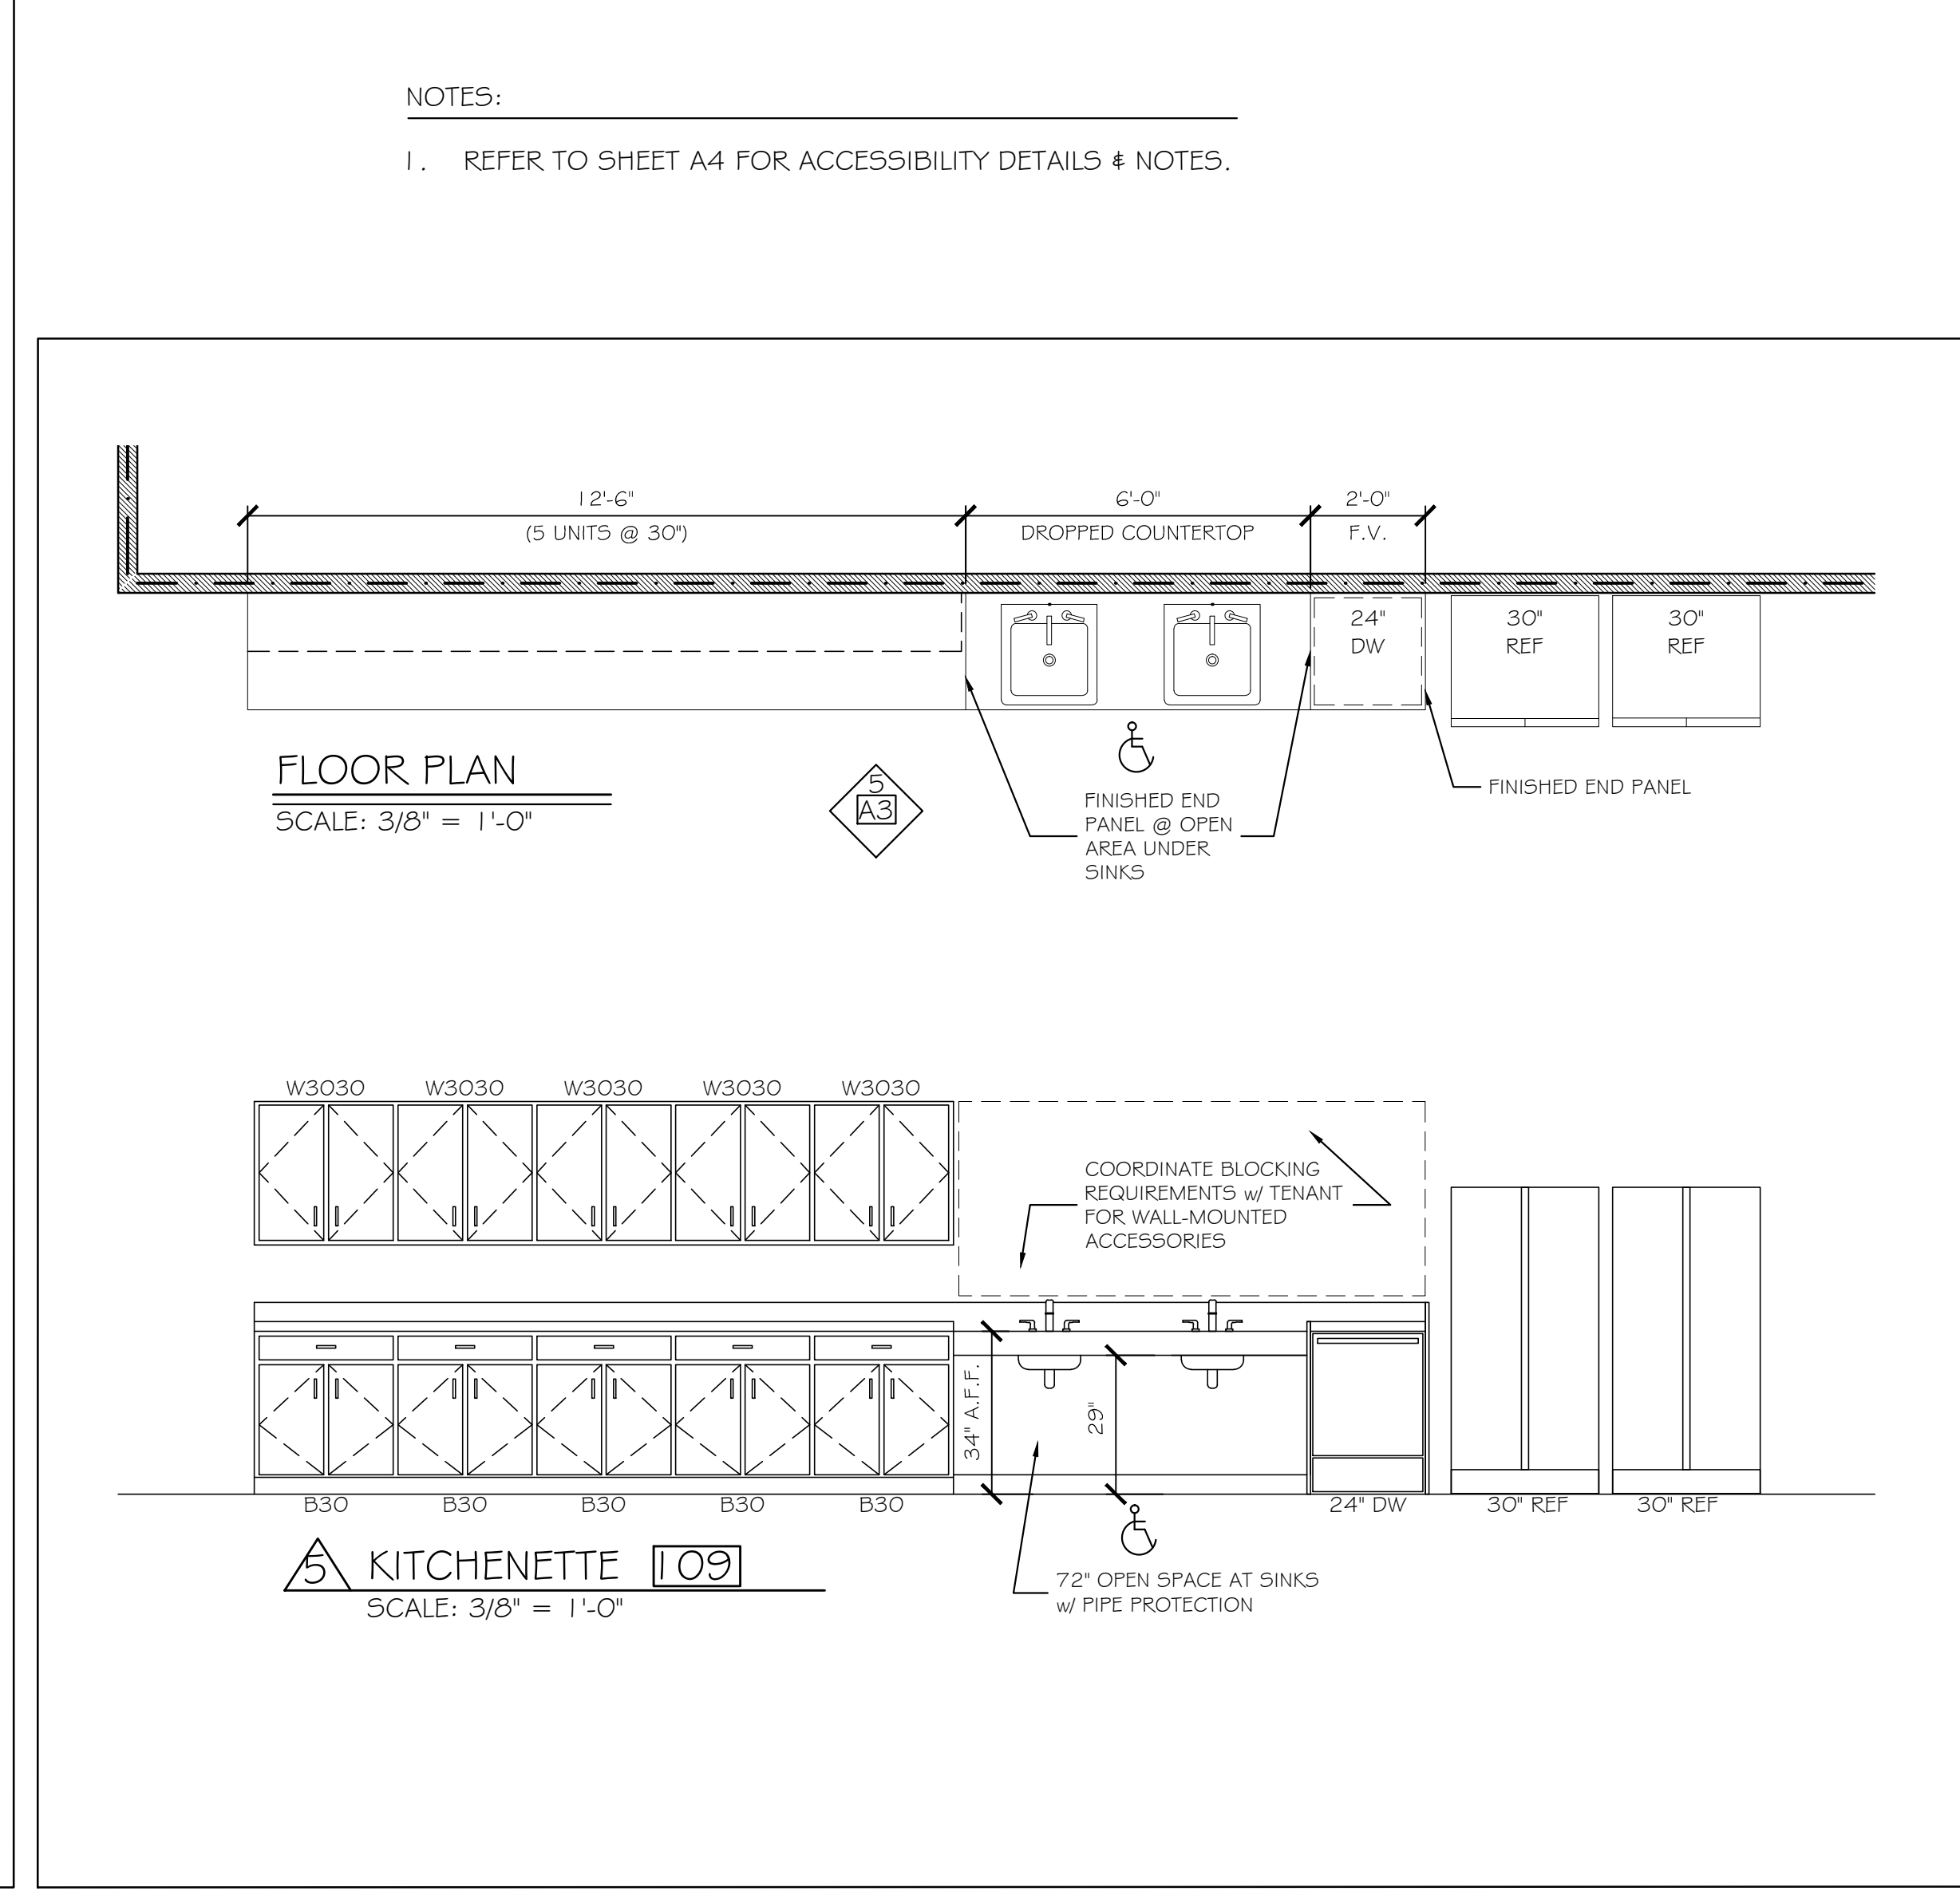 NOTES:
1. REFER TO SHEET A4 FOR ACCESSIBILITY DETAILS & NOTES.
12'-6" 6'-0" 2'-0"
(5 UNITS @ 30") DROPPED COUNTERTOP F.V.
24" 30" 30"
DW REF REF
FLOOR PLAN
SCALE: 3/8" = 1'-0"
5
A3
FINISHED END
PANEL @ OPEN
AREA UNDER
SINKS
FINISHED END PANEL
W3030 W3030 W3030 W3030 W3030
COORDINATE BLOCKING
REQUIREMENTS w/ TENANT
FOR WALL-MOUNTED
ACCESSORIES
34" A.F.F.
29"
B30 B30 B30 B30 B30 24" DW 30" REF 30" REF
5 KITCHENETTE 109
SCALE: 3/8" = 1'-0"
72" OPEN SPACE AT SINKS
w/ PIPE PROTECTION